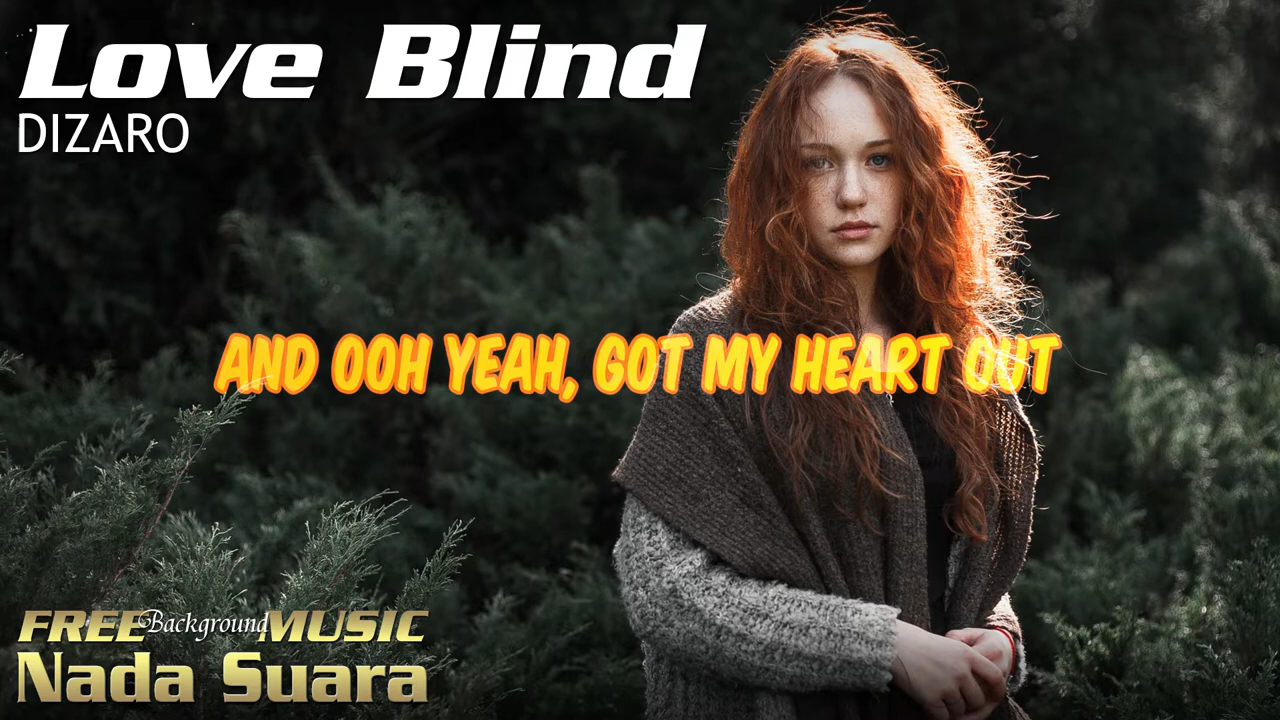 Love Blind
DIZARO
AND OOH YEAH, GOT MY HEART OUT
FREE Background MUSIC
Nada Suara